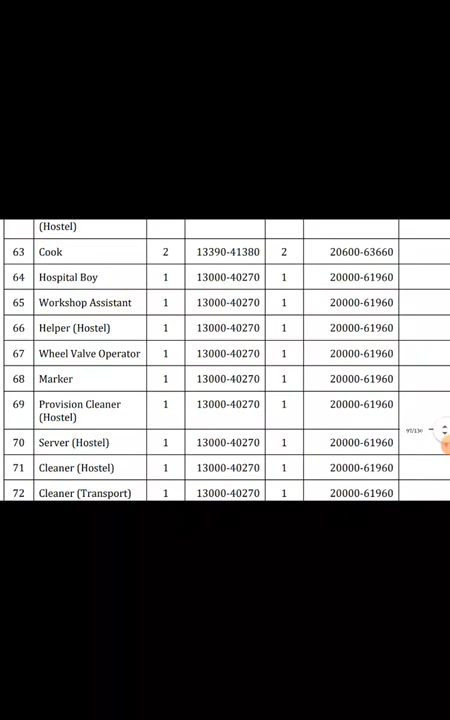 (Hostel)
63 Cook 2 13390-41380 2 20600-63660
64 Hospital Boy 1 13000-40270 1 20000-61960
65 Workshop Assistant 1 13000-40270 1 20000-61960
66 Helper (Hostel) 1 13000-40270 1 20000-61960
67 Wheel Valve Operator 1 13000-40270 1 20000-61960
68 Marker 1 13000-40270 1 20000-61960
69 Provision Cleaner 1 13000-40270 1 20000-61960
(Hostel)
97/130
70 Server (Hostel) 1 13000-40270 1 20000-61960
71 Cleaner (Hostel) 1 13000-40270 1 20000-61960
72 Cleaner (Transport) 1 13000-40270 1 20000-61960